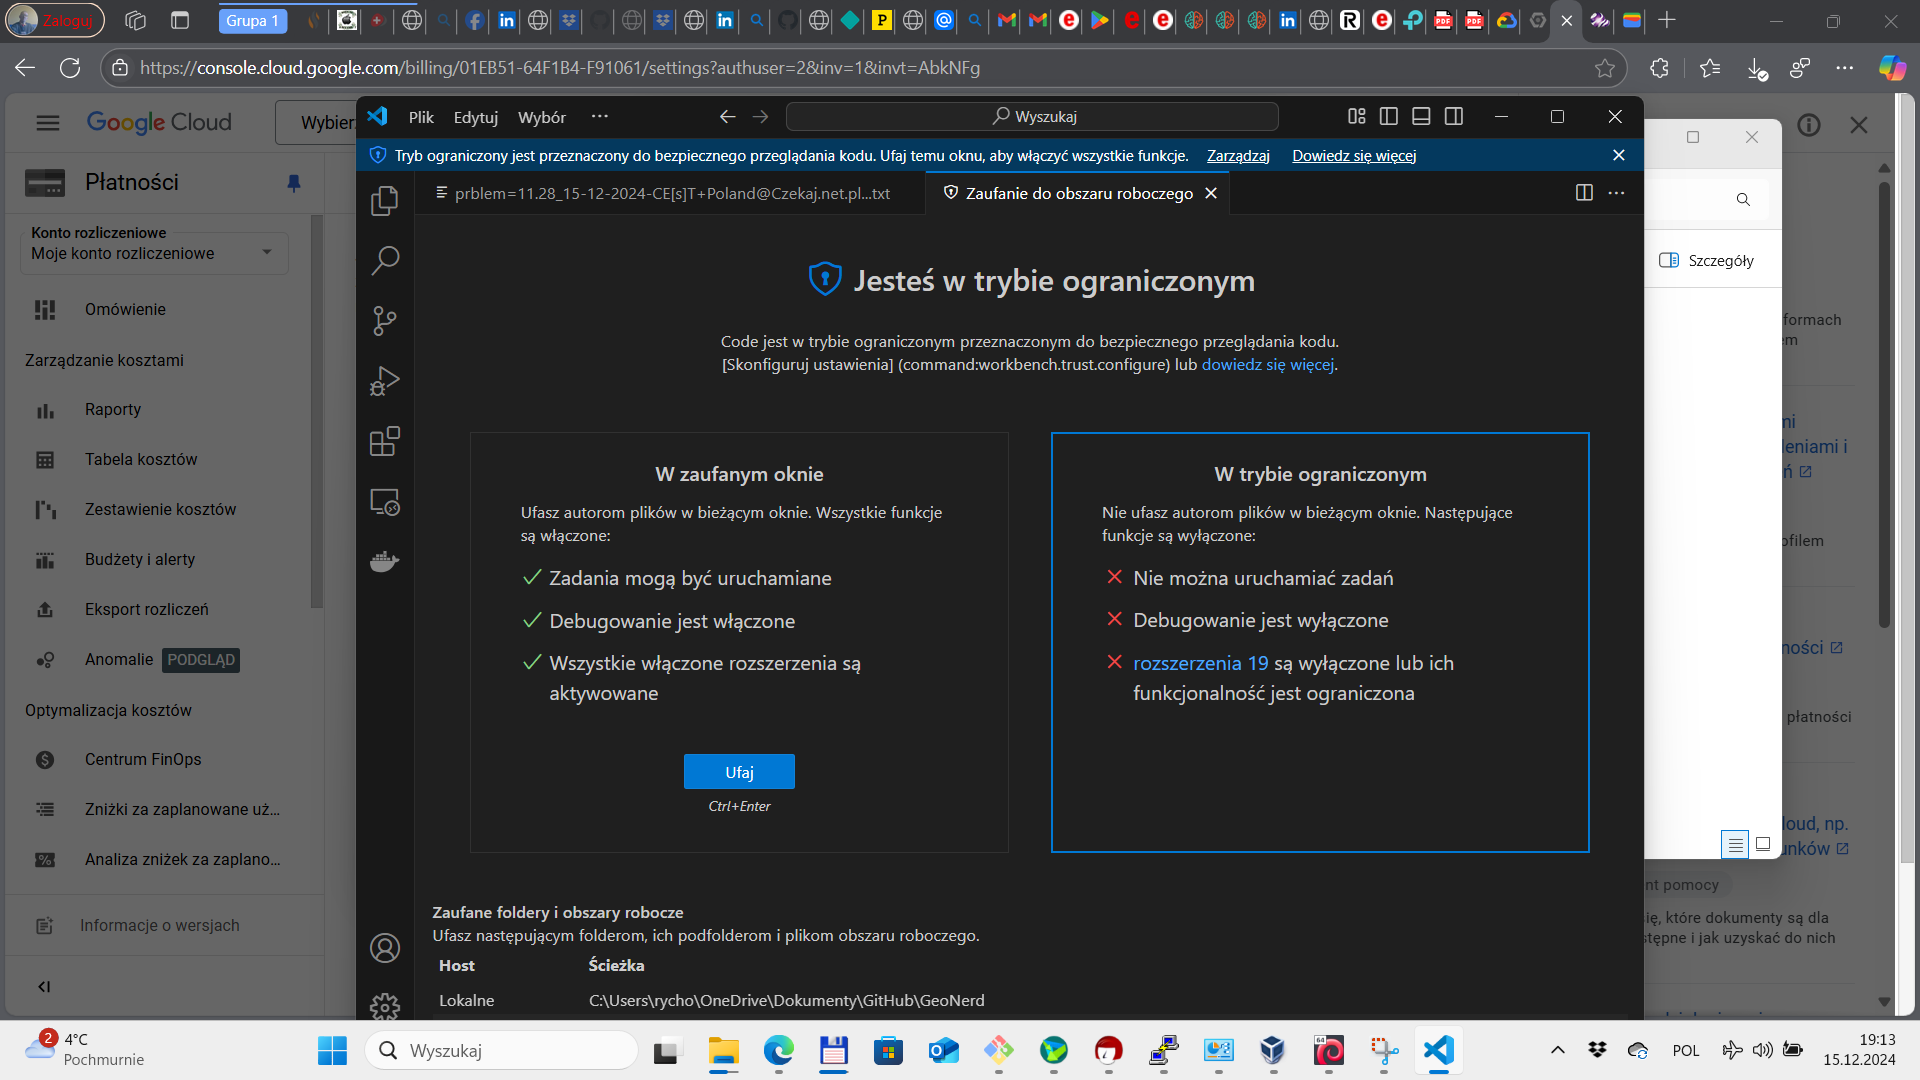 Zaloguj
Grupa 1
https://console.cloud.google.com/billing/01EB51-64F1B4-F91061/settings?authuser=2&inv=1&invt=AbkNFg
Google Cloud
Wybierz
Płatności
Konto rozliczeniowe
Moje konto rozliczeniowe
Omówienie
Zarządzanie kosztami
Raporty
Tabela kosztów
Zestawienie kosztów
Budżety i alerty
Eksport rozliczeń
Anomalie PODGLĄD
Optymalizacja kosztów
Centrum FinOps
Zniżki za zaplanowane uż...
Analiza zniżek za zaplano...
Informacje o wersjach
Plik Edytuj Wybór ...
Wyszukaj
Tryb ograniczony jest przeznaczony do bezpiecznego przeglądania kodu. Ufaj temu oknu, aby włączyć wszystkie funkcje. Zarządzaj Dowiedz się więcej
prblem=11.28_15-12-2024-CE[s]T+Poland@Czekaj.net.pl...txt
Zaufanie do obszaru roboczego
Jesteś w trybie ograniczonym
Code jest w trybie ograniczonym przeznaczonym do bezpiecznego przeglądania kodu.
[Skonfiguruj ustawienia] (command:workbench.trust.configure) lub dowiedz się więcej.
W zaufanym oknie
Ufasz autorom plików w bieżącym oknie. Wszystkie funkcje
są włączone:
Zadania mogą być uruchamiane
Debugowanie jest włączone
Wszystkie włączone rozszerzenia są
aktywowane
Ufaj
Ctrl+Enter
W trybie ograniczonym
Nie ufasz autorom plików w bieżącym oknie. Następujące
funkcje są wyłączone:
Nie można uruchamiać zadań
Debugowanie jest wyłączone
rozszerzenia 19 są wyłączone lub ich
funkcjonalność jest ograniczona
Zaufane foldery i obszary robocze
Ufasz następującym folderom, ich podfolderom i plikom obszaru roboczego.
Host Ścieżka
Lokalne C:\Users\rycho\OneDrive\Dokumenty\GitHub\GeoNerd
Szczegóły
formach
m
mi
leniami i
ń
ofilem
ności
płatności
loud, np.
unków
nt pomocy
ię, które dokumenty są dla
stępne i jak uzyskać do nich
2
4°C
Pochmurnie
Wyszukaj
64
POL
19:13
15.12.2024